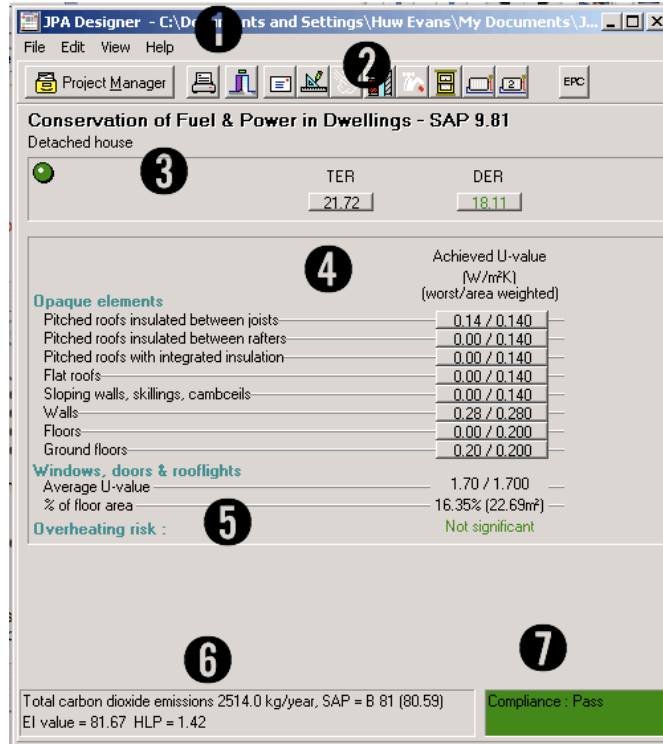 JPA Designer - C:\Documents and Settings\Huw Evans\My Documents\J...
1
File Edit View Help
2
Project Manager 2 EPC
Conservation of Fuel & Power in Dwellings - SAP 9.81
Detached house
3
TER DER
21.72 18.11
4
Achieved U-value
(W/m²K)
(worst/area weighted)
Opaque elements
Pitched roofs insulated between joists 0.14 / 0.140
Pitched roofs insulated between rafters 0.00 / 0.140
Pitched roofs with integrated insulation 0.00 / 0.140
Flat roofs 0.00 / 0.140
Sloping walls, skillings, cambceils 0.00 / 0.140
Walls 0.28 / 0.280
Floors 0.00 / 0.200
Ground floors 0.20 / 0.200
Windows, doors & rooflights
Average U-value 1.70 / 1.700
% of floor area 16.35% (22.69m²)
5
Overheating risk : Not significant
6
7
Total carbon dioxide emissions 2514.0 kg/year, SAP = B 81 (80.59)
EI value = 81.67 HLP = 1.42
Compliance : Pass